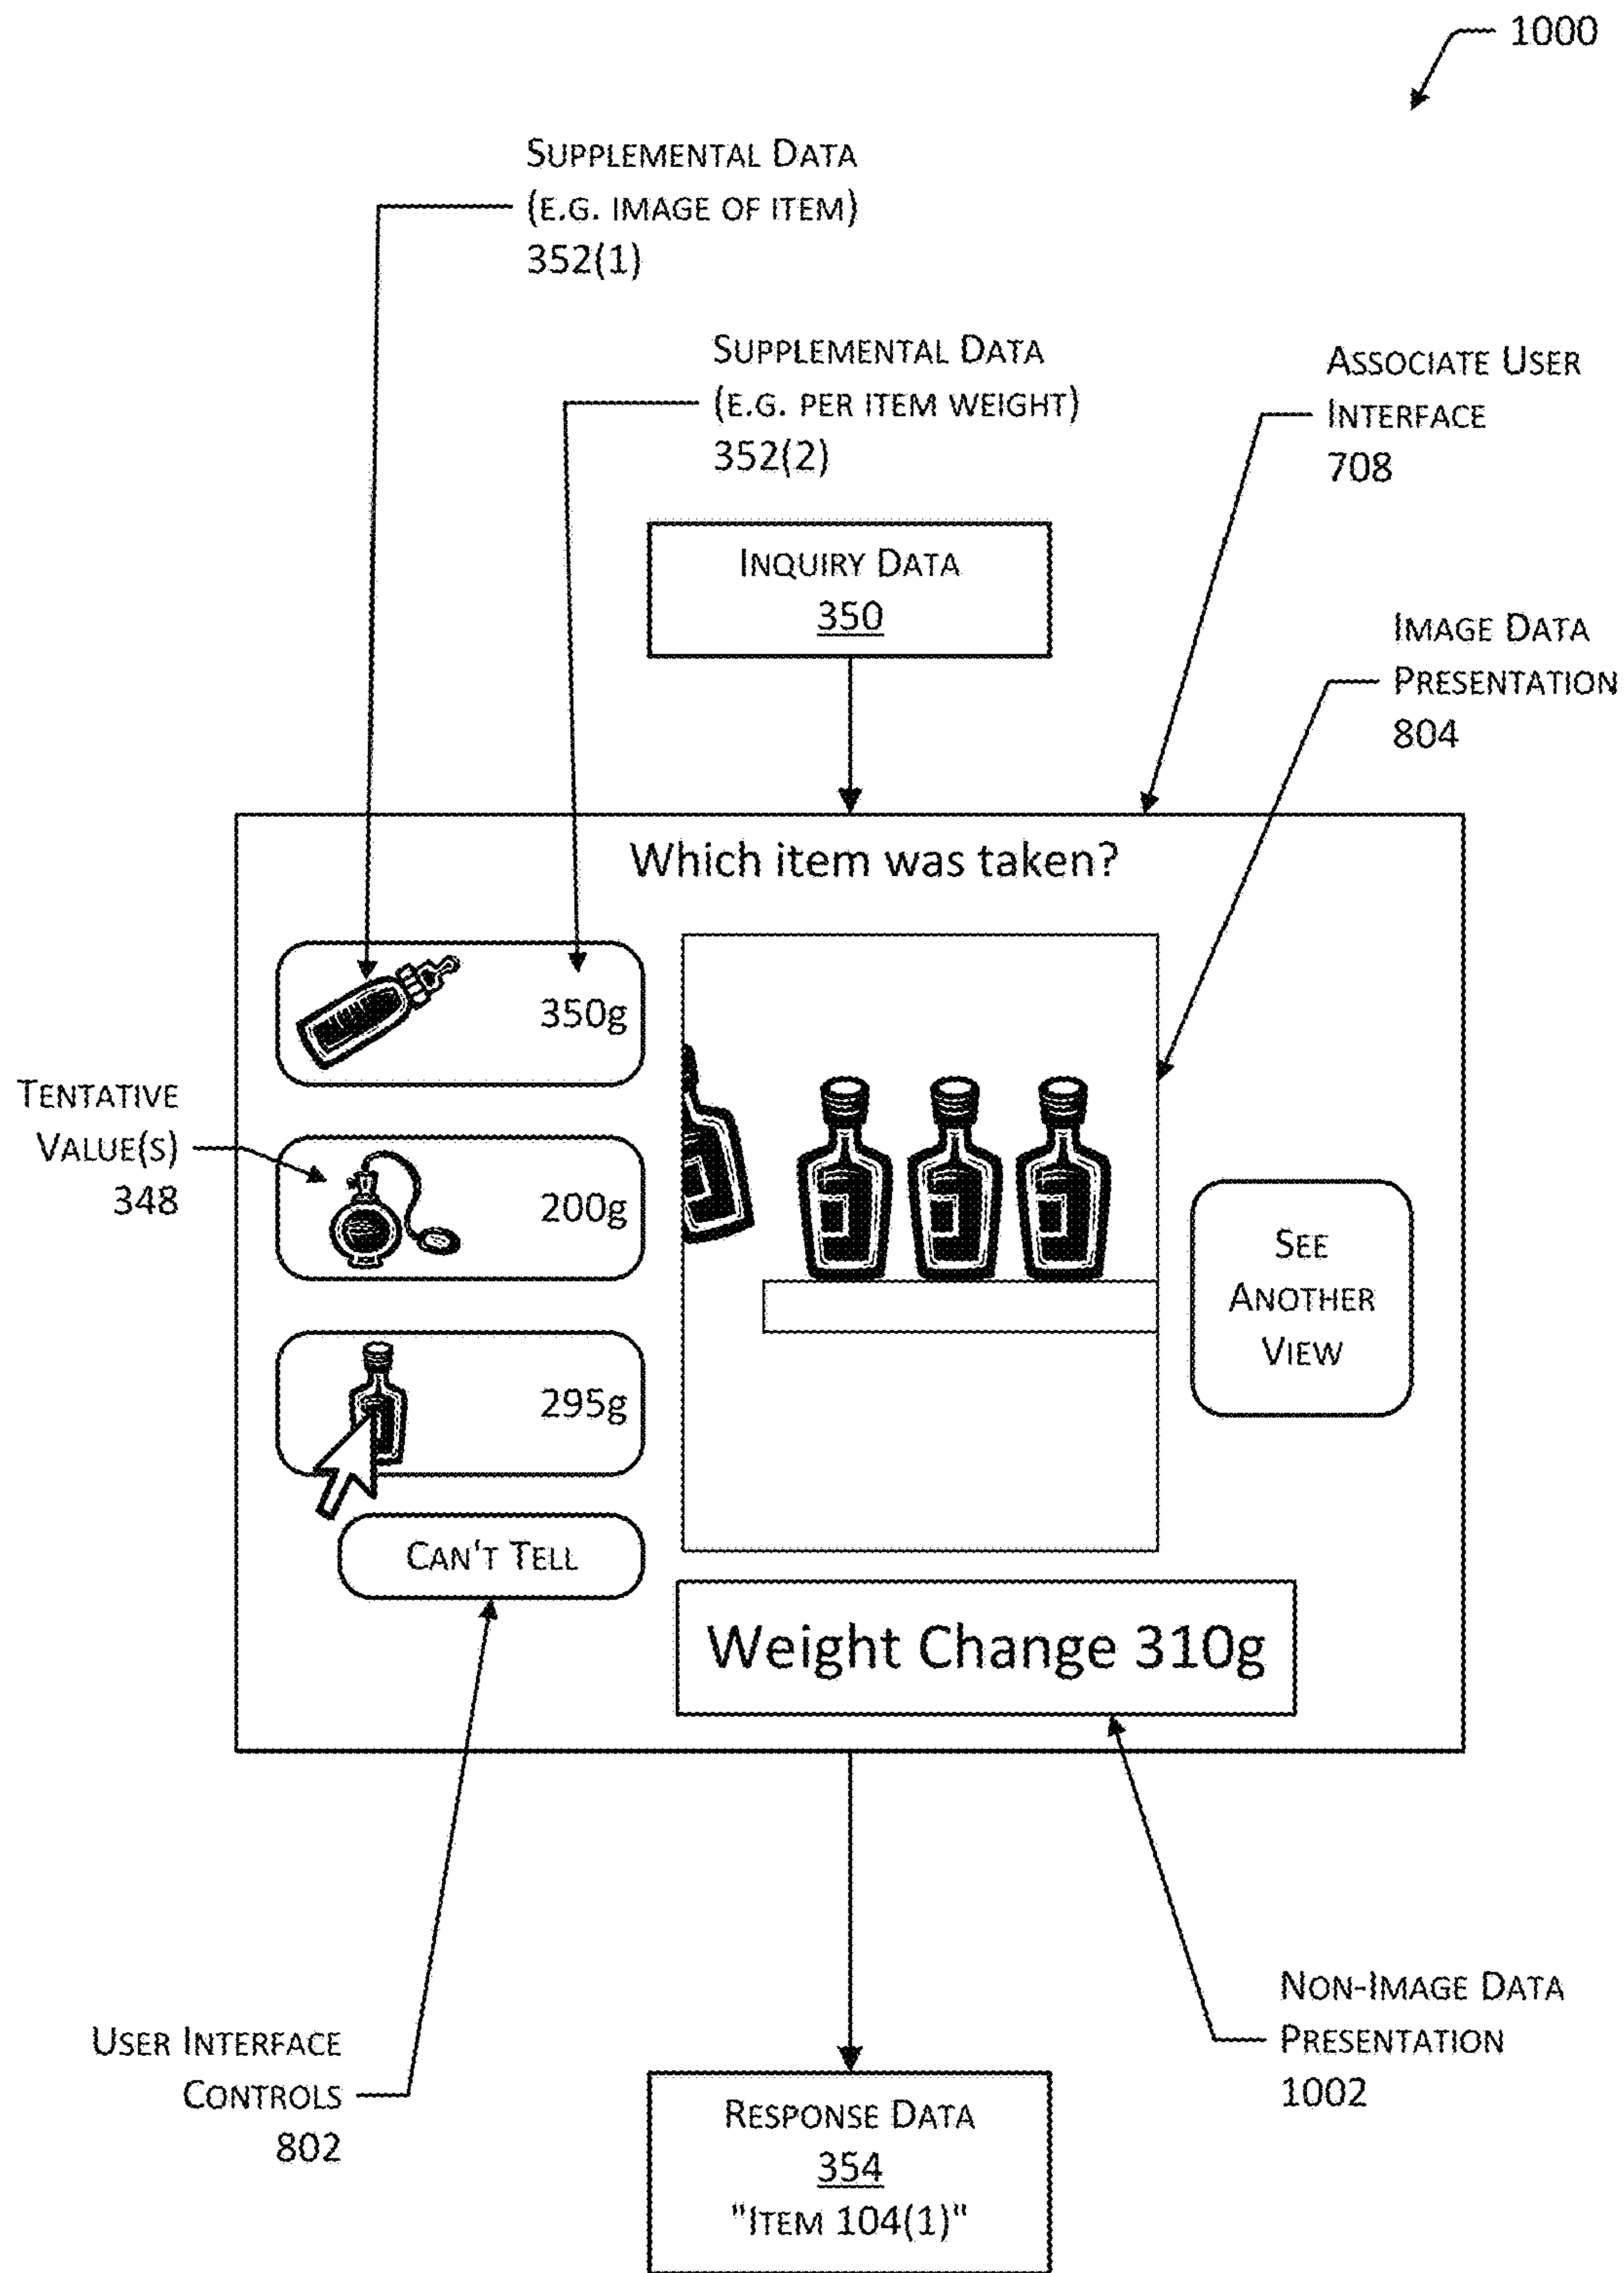 1000
SUPPLEMENTAL DATA
(E.G. IMAGE OF ITEM)
352(1)
SUPPLEMENTAL DATA
(E.G. PER ITEM WEIGHT)
352(2)
ASSOCIATE USER
INTERFACE
708
INQUIRY DATA
350
IMAGE DATA
PRESENTATION
804
Which item was taken?
350g
TENTATIVE
VALUE(S)
348
200g
295g
SEE
ANOTHER
VIEW
CAN'T TELL
Weight Change 310g
USER INTERFACE
CONTROLS
802
NON-IMAGE DATA
PRESENTATION
1002
RESPONSE DATA
354
"ITEM 104(1)"